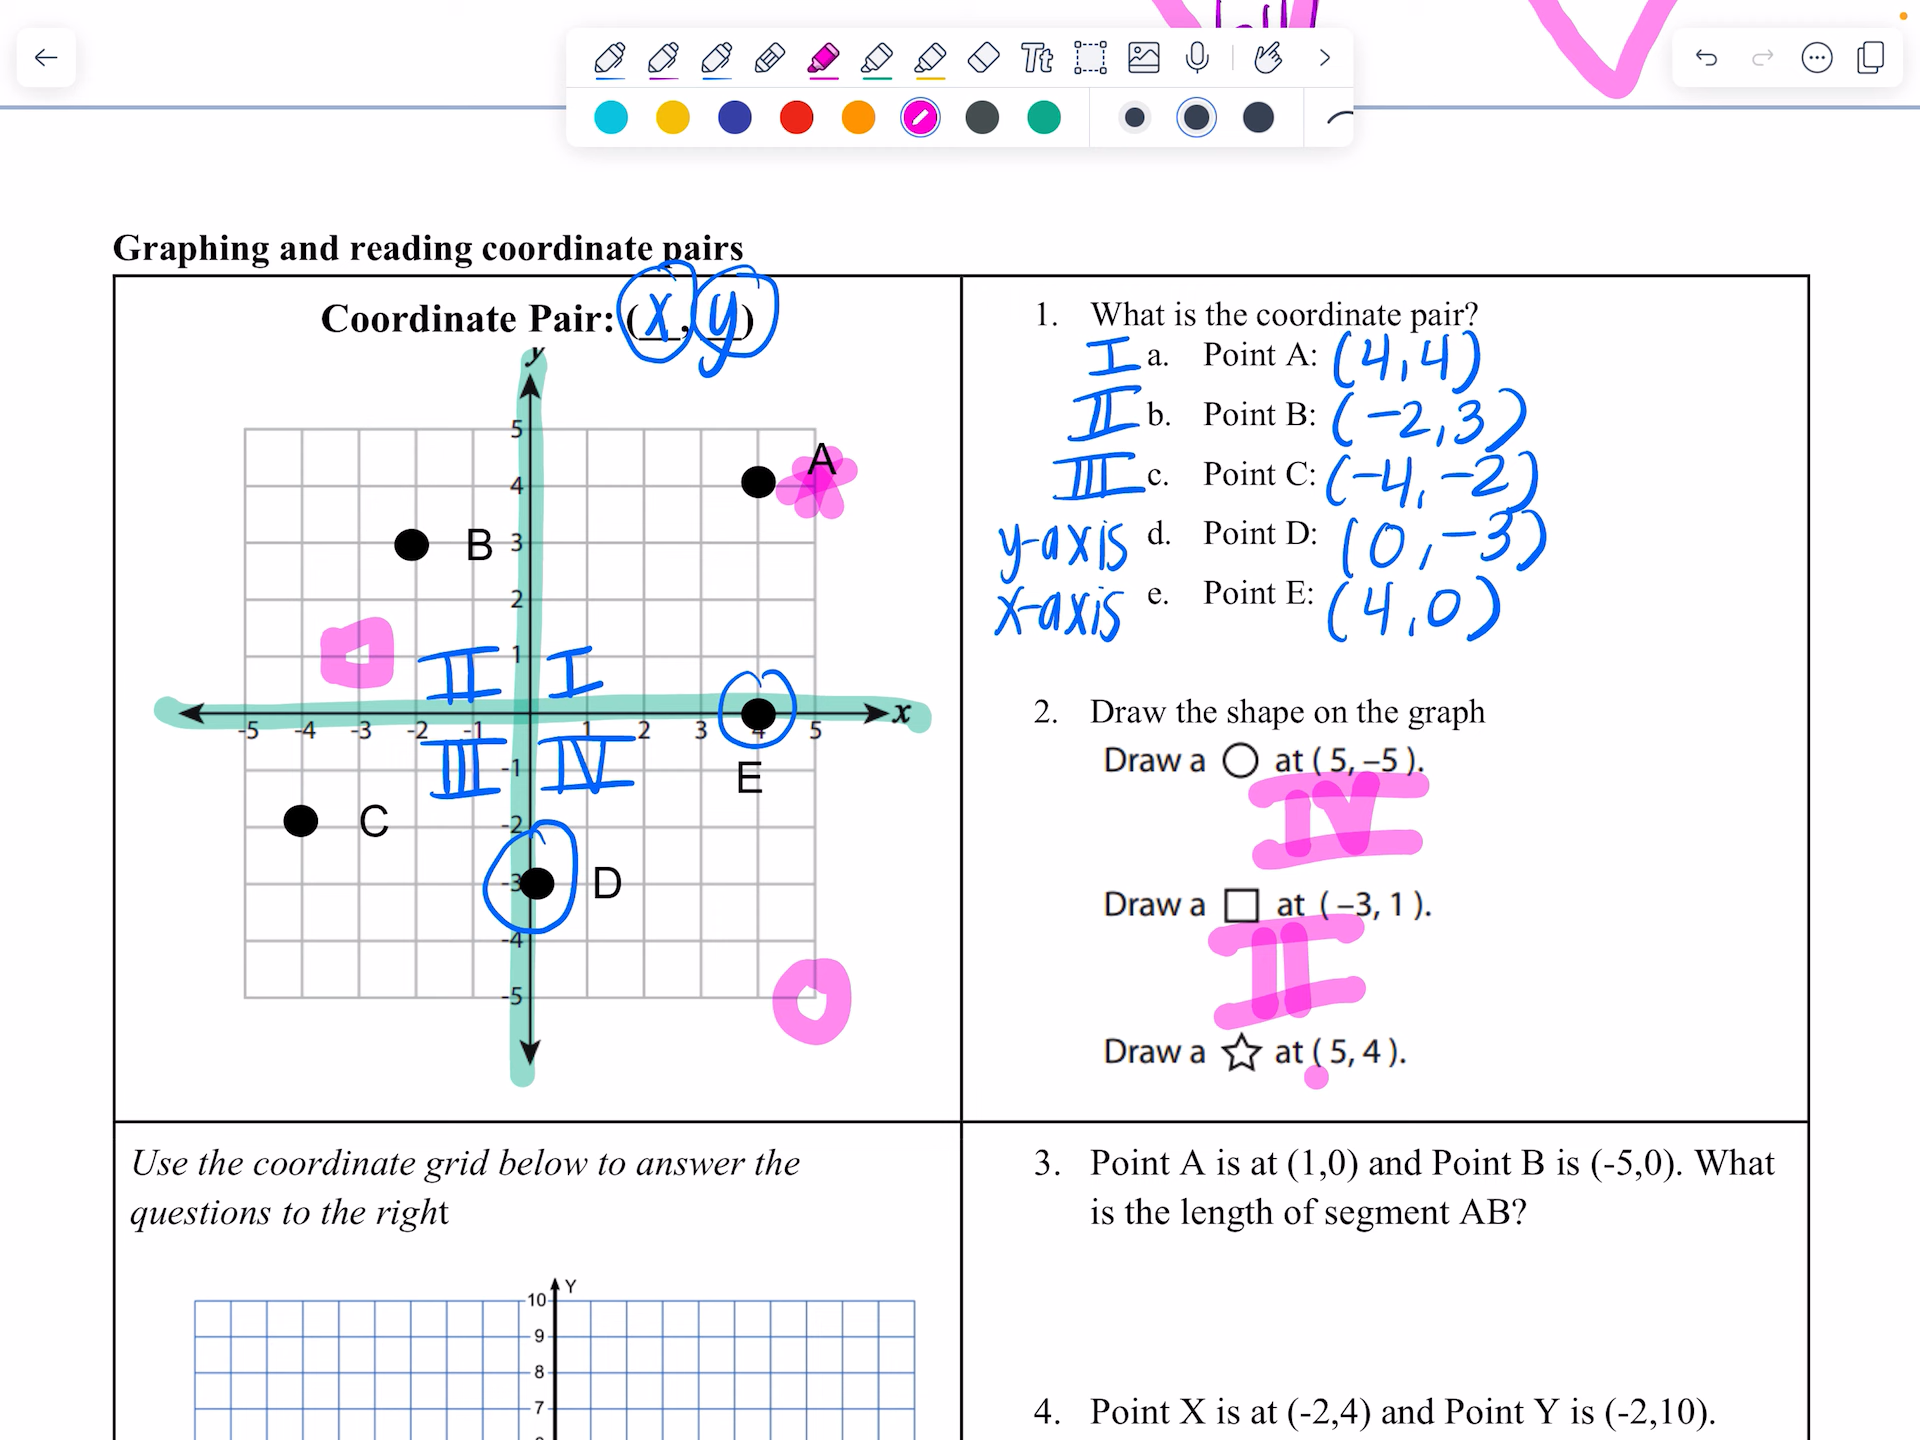 Tt
Graphing and reading coordinate pairs
Coordinate Pair: (x, y)
y
5
4
3
2
1
-5 -4 -3 -2 -1 1 2 3 4 5 x
-1
-2
-3
-4
-5
A
B
II I
III IV
E
C
D
1. What is the coordinate pair?
I a. Point A: (4,4)
II b. Point B: (-2,3)
III c. Point C: (-4,-2)
y-axis d. Point D: (0,-3)
x-axis e. Point E: (4,0)
2. Draw the shape on the graph
Draw a at ( 5, –5 ).
IV
Draw a at ( –3, 1 ).
II
Draw a at ( 5, 4 ).
Use the coordinate grid below to answer the
questions to the right
Y
10
9
8
7
3. Point A is at (1,0) and Point B is (-5,0). What
is the length of segment AB?
4. Point X is at (-2,4) and Point Y is (-2,10).